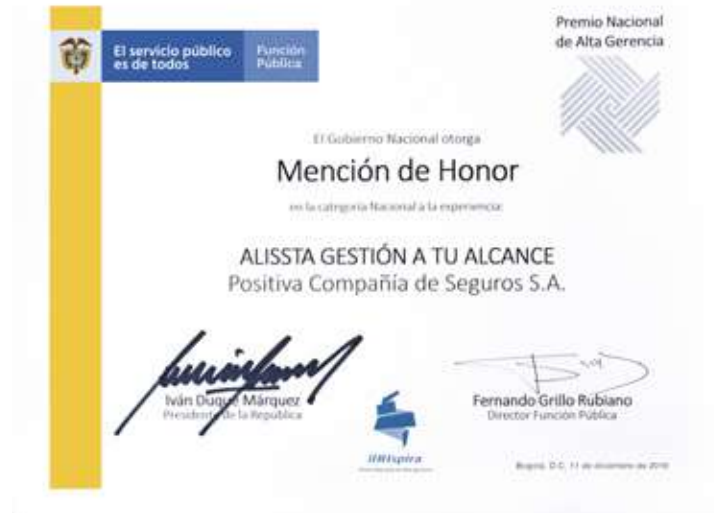 El servicio público
es de todos
Función
Pública
Premio Nacional
de Alta Gerencia
El Gobierno Nacional otorga
Mención de Honor
en la categoría Nacional a la experiencia:
ALISSTA GESTIÓN A TU ALCANCE
Positiva Compañía de Seguros S.A.
Iván Duque Márquez
Presidente de la República
Fernando Grillo Rubiano
Director Función Pública
Bogotá, D.C. 11 de diciembre de